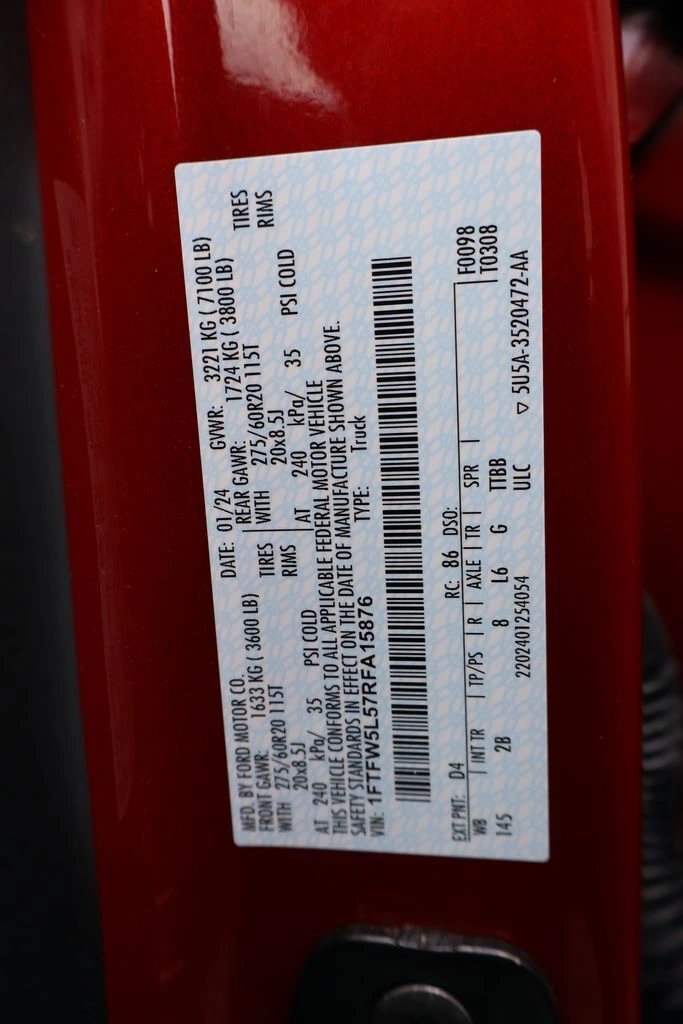 MFD. BY FORD MOTOR CO.
DATE: 01/24 GVWR: 3221 KG ( 7100 LB)
FRONT GAWR: 1633 KG ( 3600 LB)
REAR GAWR: 1724 KG ( 3800 LB)
WITH 275/60R20 115T TIRES
WITH 275/60R20 115T TIRES
20x8.5J RIMS
20x8.5J RIMS
AT 240 kPa/ 35 PSI COLD
AT 240 kPa/ 35 PSI COLD
THIS VEHICLE CONFORMS TO ALL APPLICABLE FEDERAL MOTOR VEHICLE
SAFETY STANDARDS IN EFFECT ON THE DATE OF MANUFACTURE SHOWN ABOVE.
VIN: 1FTFW5L57RFA15876 TYPE: Truck
EXT PNT: D4 RC: 86 DSO: F0098
WB INT TR TP/PS R AXLE TR SPR T0308
145 2B 8 L6 G TTBB
2202401254054 ULC ▽ 5U5A-3520472-AA